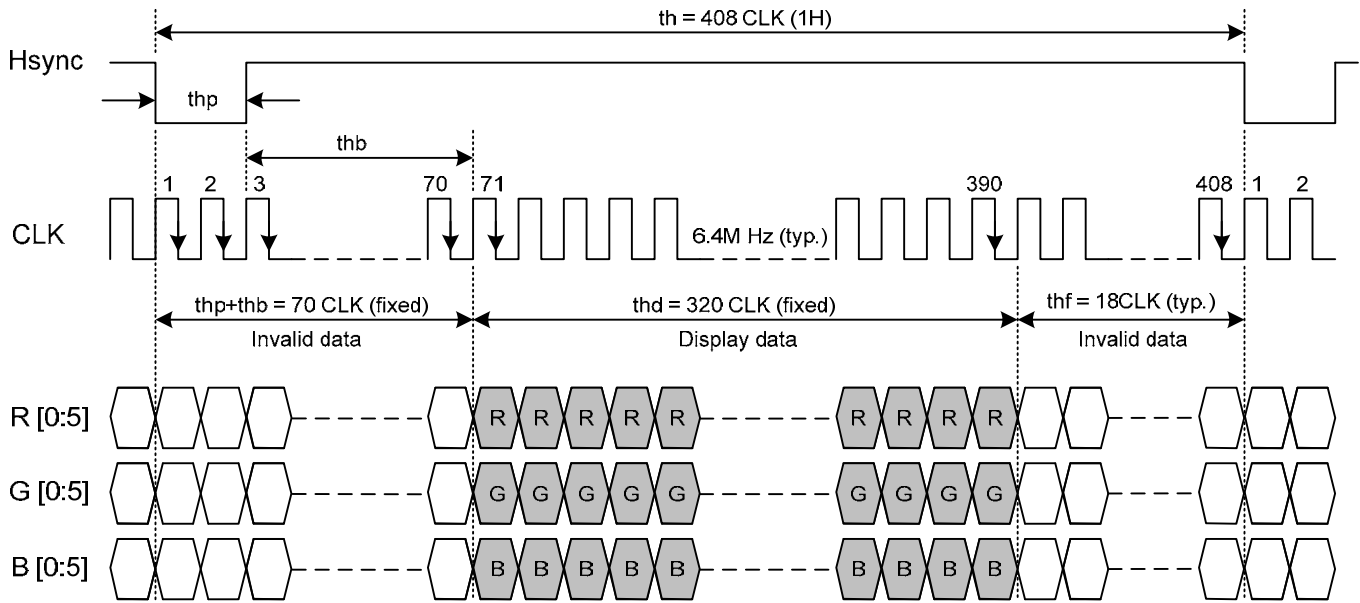 th = 408 CLK (1H)
Hsync
thp
thb
1 2 3 70 71 390 408 1 2
CLK
6.4M Hz (typ.)
thp+thb = 70 CLK (fixed) thd = 320 CLK (fixed) thf = 18CLK (typ.)
Invalid data Display data Invalid data
R [0:5] R R R R R R R R R
G [0:5] G G G G G G G G G
B [0:5] B B B B B B B B B